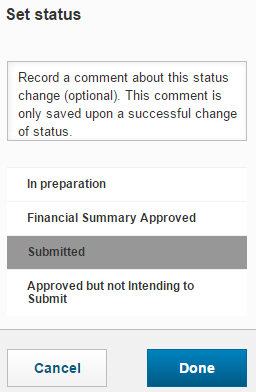 Set status
Record a comment about this status
change (optional). This comment is
only saved upon a successful change
of status.
In preparation
Financial Summary Approved
Submitted
Approved but not Intending to
Submit
Cancel
Done